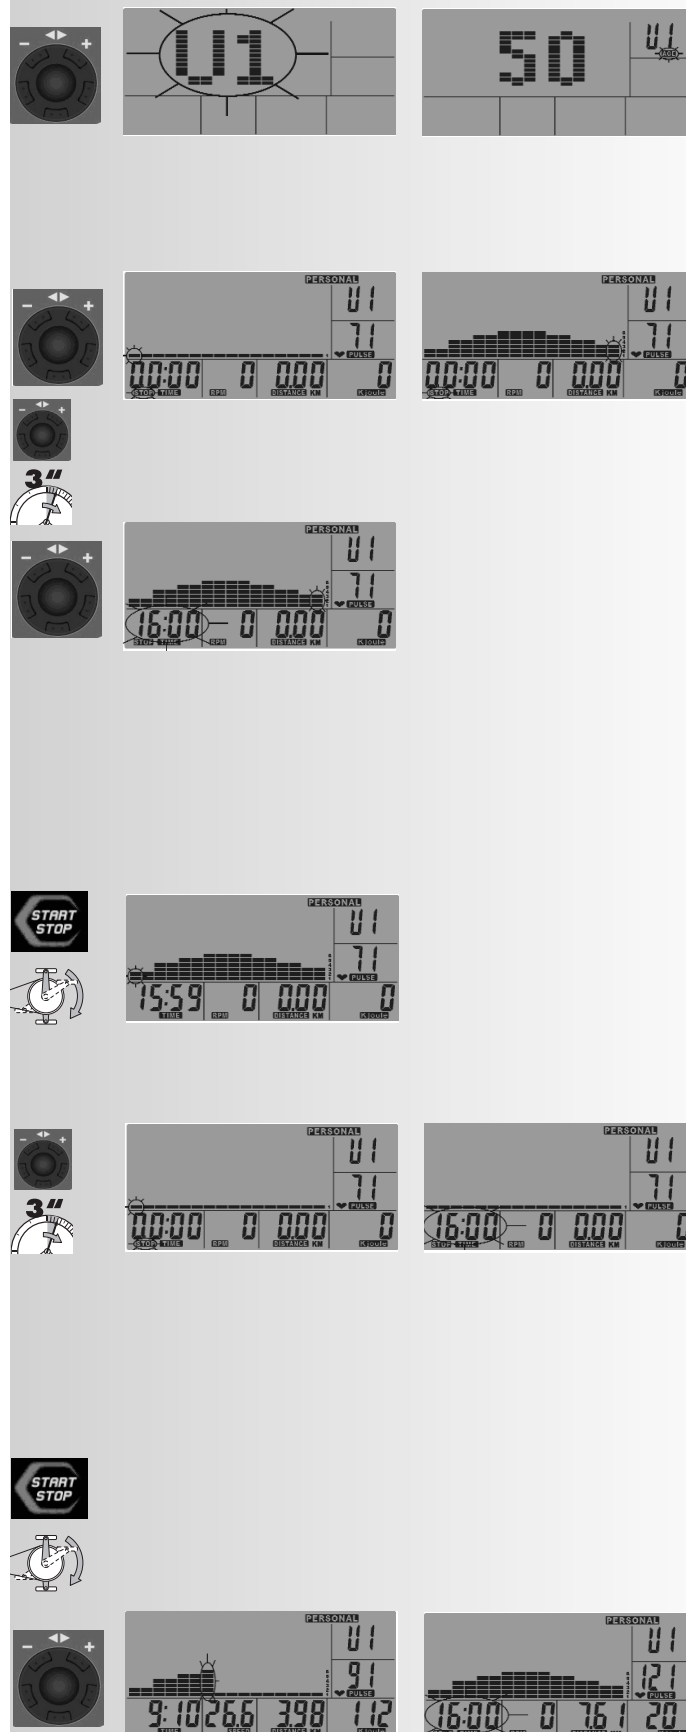 - ◀▶ +
U1
50
U1
AGE
- ◀▶ +
PERSONAL
U1
71
PULSE
00:00 0 0.00 0
STOP TIME RPM DISTANCE KM Kjoule
PERSONAL
U1
71
PULSE
00:00 0 0.00 0
STOP TIME RPM DISTANCE KM Kjoule
- ◀▶ +
3"
- ◀▶ +
PERSONAL
U1
71
PULSE
16:00 0 0.00 0
STOP TIME RPM DISTANCE KM Kjoule
START
STOP
PERSONAL
U1
71
PULSE
15:59 0 0.00 0
TIME RPM DISTANCE KM Kjoule
- ◀▶ +
3"
PERSONAL
U1
71
PULSE
00:00 0 0.00 0
STOP TIME RPM DISTANCE KM Kjoule
PERSONAL
U1
71
PULSE
16:00 0 0.00 0
STOP TIME RPM DISTANCE KM Kjoule
START
STOP
- ◀▶ +
PERSONAL
U1
91
PULSE
9:10 26.6 3.98 112
TIME SPEED DISTANCE KM Kjoule
PERSONAL
U1
121
PULSE
16:00 0 7.61 20